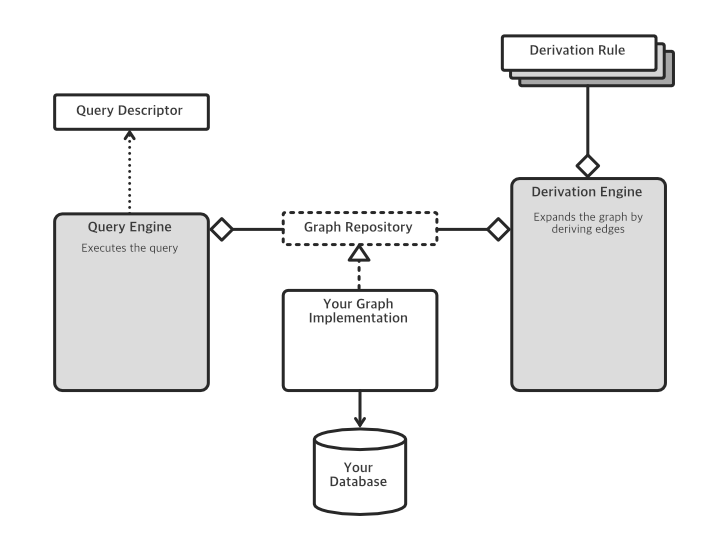 Derivation Rule
Query Descriptor
Derivation Engine
Expands the graph by
deriving edges
Query Engine
Executes the query
Graph Repository
Your Graph
Implementation
Your
Database